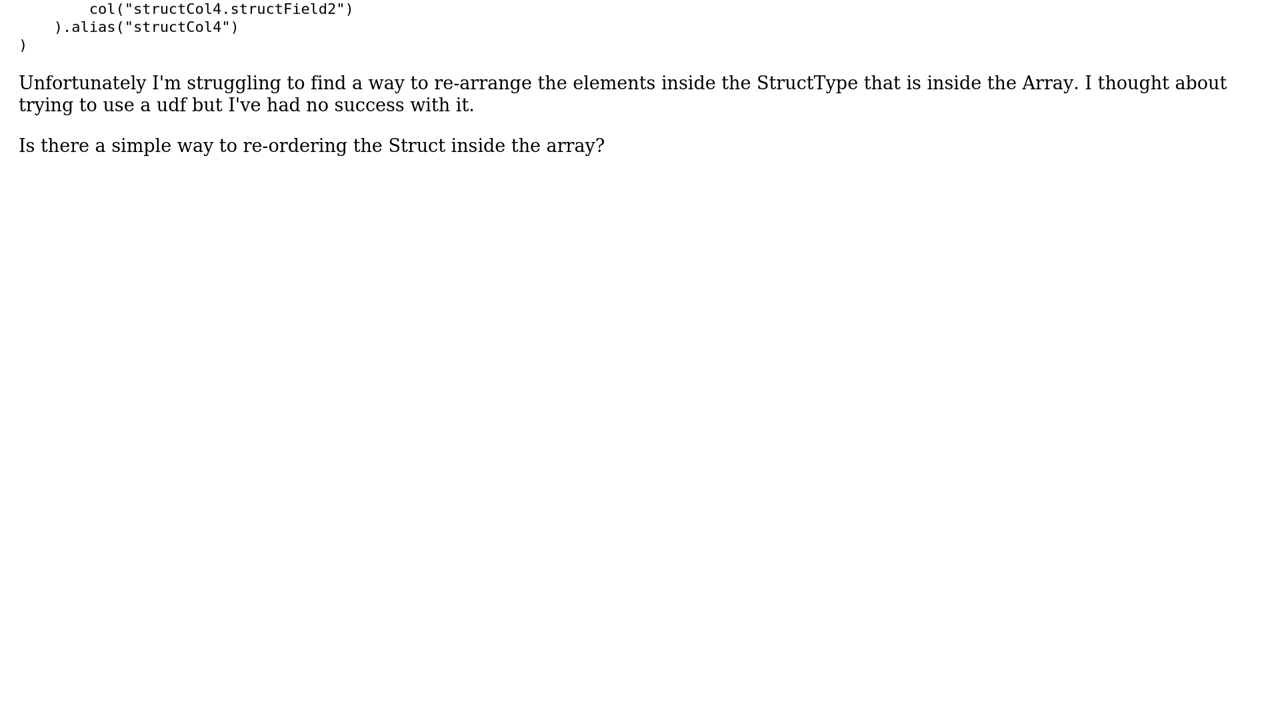 col("structCol4.structField2")
    ).alias("structCol4")
)
Unfortunately I'm struggling to find a way to re-arrange the elements inside the StructType that is inside the Array. I thought about
trying to use a udf but I've had no success with it.
Is there a simple way to re-ordering the Struct inside the array?